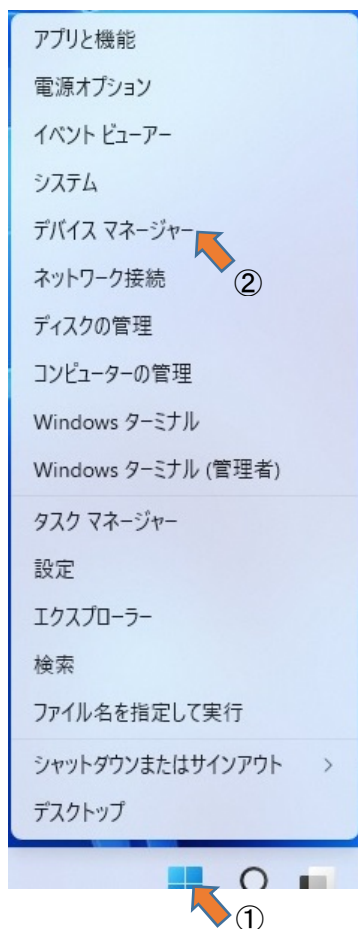 アプリと機能
電源オプション
イベント ビューアー
システム
デバイス マネージャー
②
ネットワーク接続
ディスクの管理
コンピューターの管理
Windows ターミナル
Windows ターミナル (管理者)
タスク マネージャー
設定
エクスプローラー
検索
ファイル名を指定して実行
シャットダウンまたはサインアウト >
デスクトップ
①